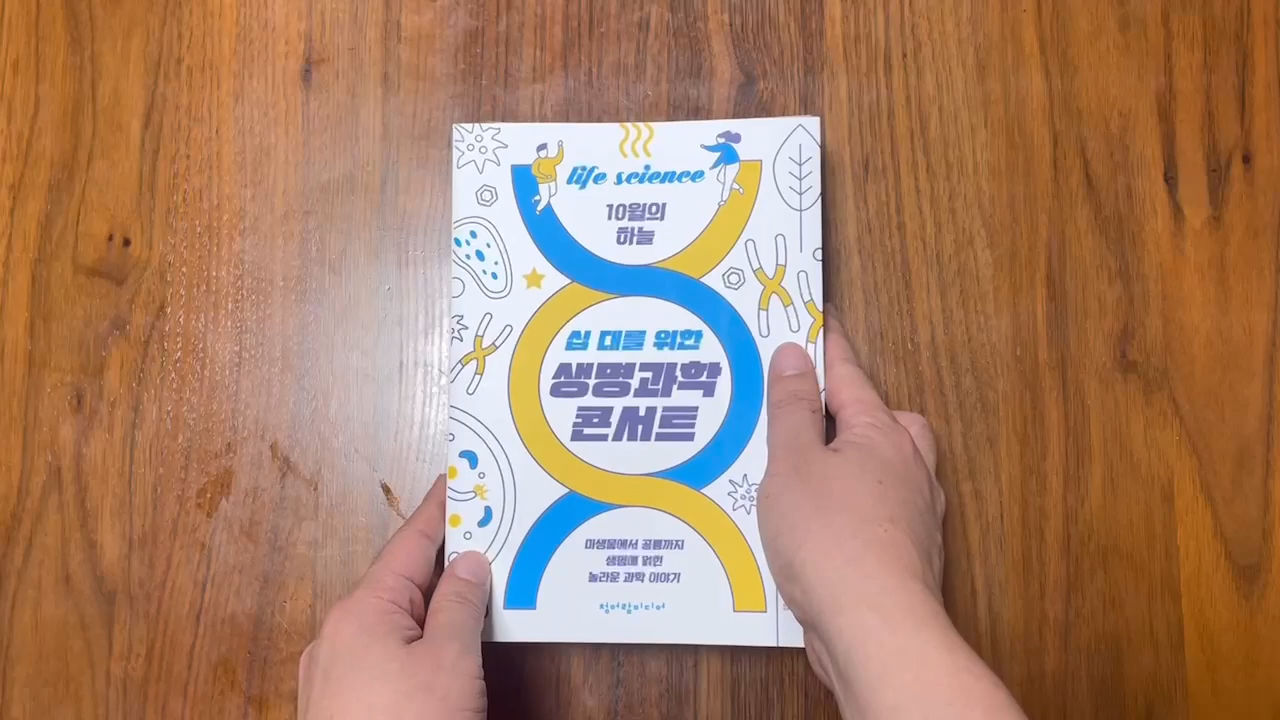 life science
10월의
하늘
십 대를 위한
생명과학
콘서트
미생물에서 공룡까지
생명에 얽힌
놀라운 과학 이야기
청어람미디어